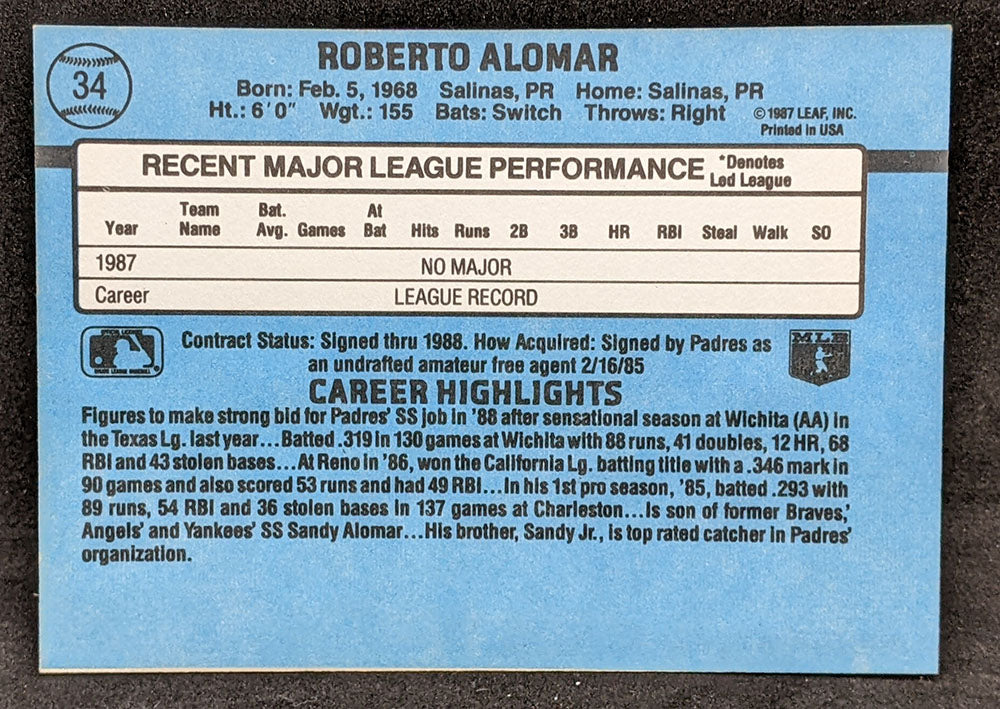 34
ROBERTO ALOMAR
Born: Feb. 5, 1968 Salinas, PR Home: Salinas, PR
Ht.: 6'0" Wgt.: 155 Bats: Switch Throws: Right
© 1987 LEAF, INC.
Printed in USA
RECENT MAJOR LEAGUE PERFORMANCE
*Denotes
Led League
Year Team Name Bat. Avg. Games At Bat Hits Runs 2B 3B HR RBI Steal Walk SO
1987 NO MAJOR
Career LEAGUE RECORD
OFFICIAL LICENSEE
MAJOR LEAGUE BASEBALL
Contract Status: Signed thru 1988. How Acquired: Signed by Padres as
an undrafted amateur free agent 2/16/85
MLB
CAREER HIGHLIGHTS
Figures to make strong bid for Padres' SS job in '88 after sensational season at Wichita (AA) in
the Texas Lg. last year...Batted .319 in 130 games at Wichita with 88 runs, 41 doubles, 12 HR, 68
RBI and 43 stolen bases...At Reno in '86, won the California Lg. batting title with a .346 mark in
90 games and also scored 53 runs and had 49 RBI...In his 1st pro season, '85, batted .293 with
89 runs, 54 RBI and 36 stolen bases in 137 games at Charleston...Is son of former Braves,'
Angels' and Yankees' SS Sandy Alomar...His brother, Sandy Jr., is top rated catcher in Padres'
organization.